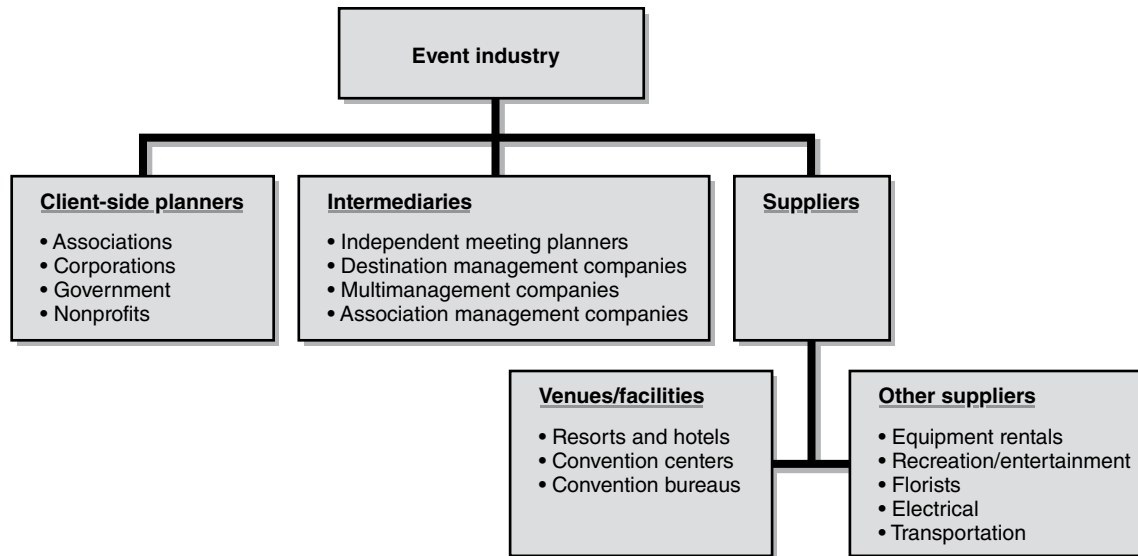 Event industry
Client-side planners
• Associations
• Corporations
• Government
• Nonprofits
Intermediaries
• Independent meeting planners
• Destination management companies
• Multimanagement companies
• Association management companies
Suppliers
Venues/facilities
• Resorts and hotels
• Convention centers
• Convention bureaus
Other suppliers
• Equipment rentals
• Recreation/entertainment
• Florists
• Electrical
• Transportation